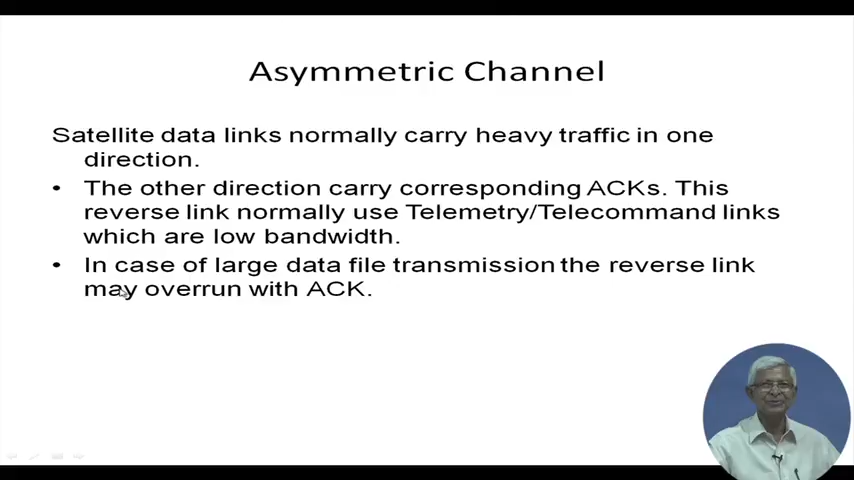 Asymmetric Channel
Satellite data links normally carry heavy traffic in one
direction.
• The other direction carry corresponding ACKs. This
reverse link normally use Telemetry/Telecommand links
which are low bandwidth.
• In case of large data file transmission the reverse link
may overrun with ACK.